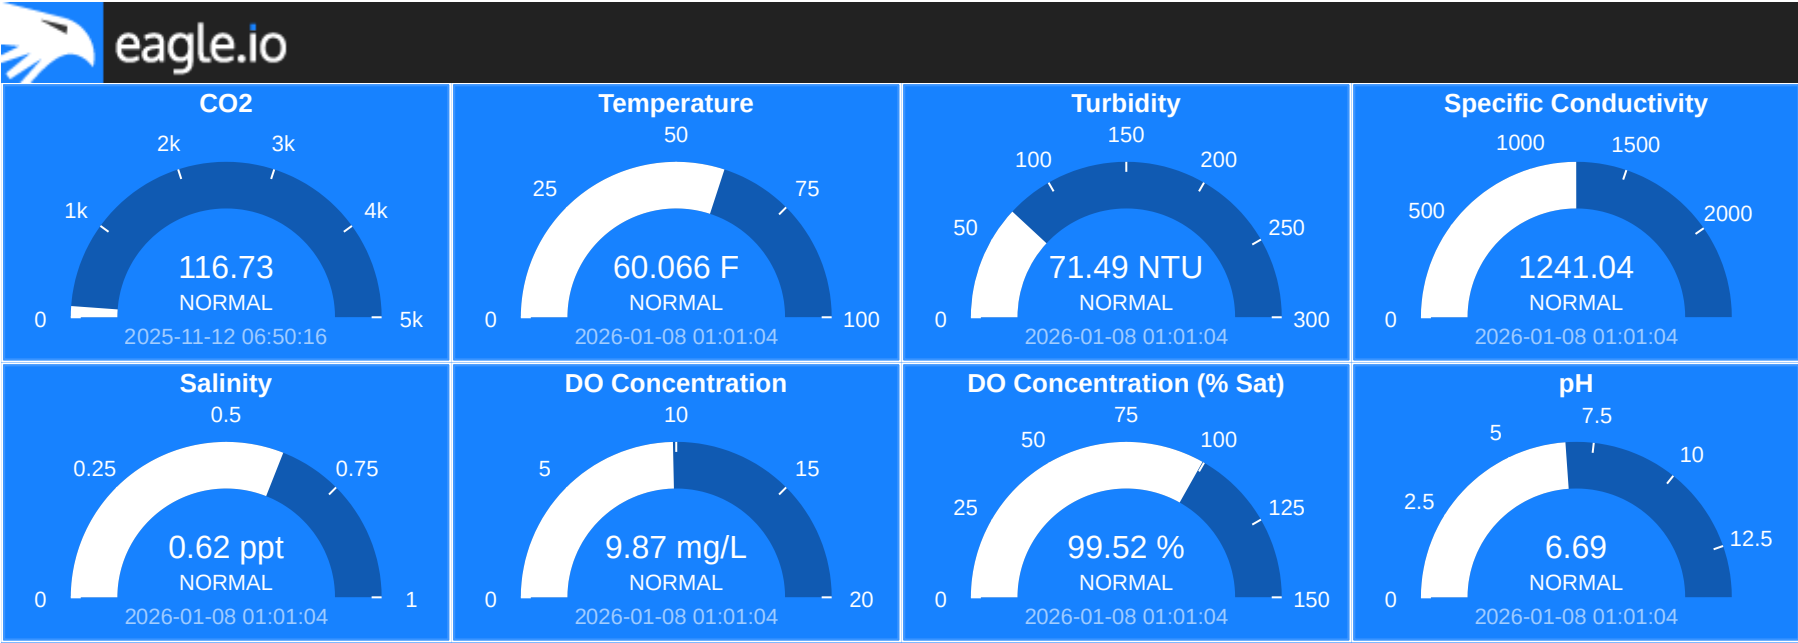 eagle.io
CO2
2k
3k
1k
4k
116.73
NORMAL
0
5k
2025-11-12 06:50:16
Temperature
50
25
75
60.066 F
NORMAL
0
100
2026-01-08 01:01:04
Turbidity
150
100
200
50
250
71.49 NTU
NORMAL
0
300
2026-01-08 01:01:04
Specific Conductivity
1000
1500
500
2000
1241.04
NORMAL
0
2026-01-08 01:01:04
Salinity
0.5
0.25
0.75
0.62 ppt
NORMAL
0
1
2026-01-08 01:01:04
DO Concentration
10
5
15
9.87 mg/L
NORMAL
0
20
2026-01-08 01:01:04
DO Concentration (% Sat)
75
50
100
25
125
99.52 %
NORMAL
0
150
2026-01-08 01:01:04
pH
7.5
5
10
2.5
12.5
6.69
NORMAL
0
2026-01-08 01:01:04